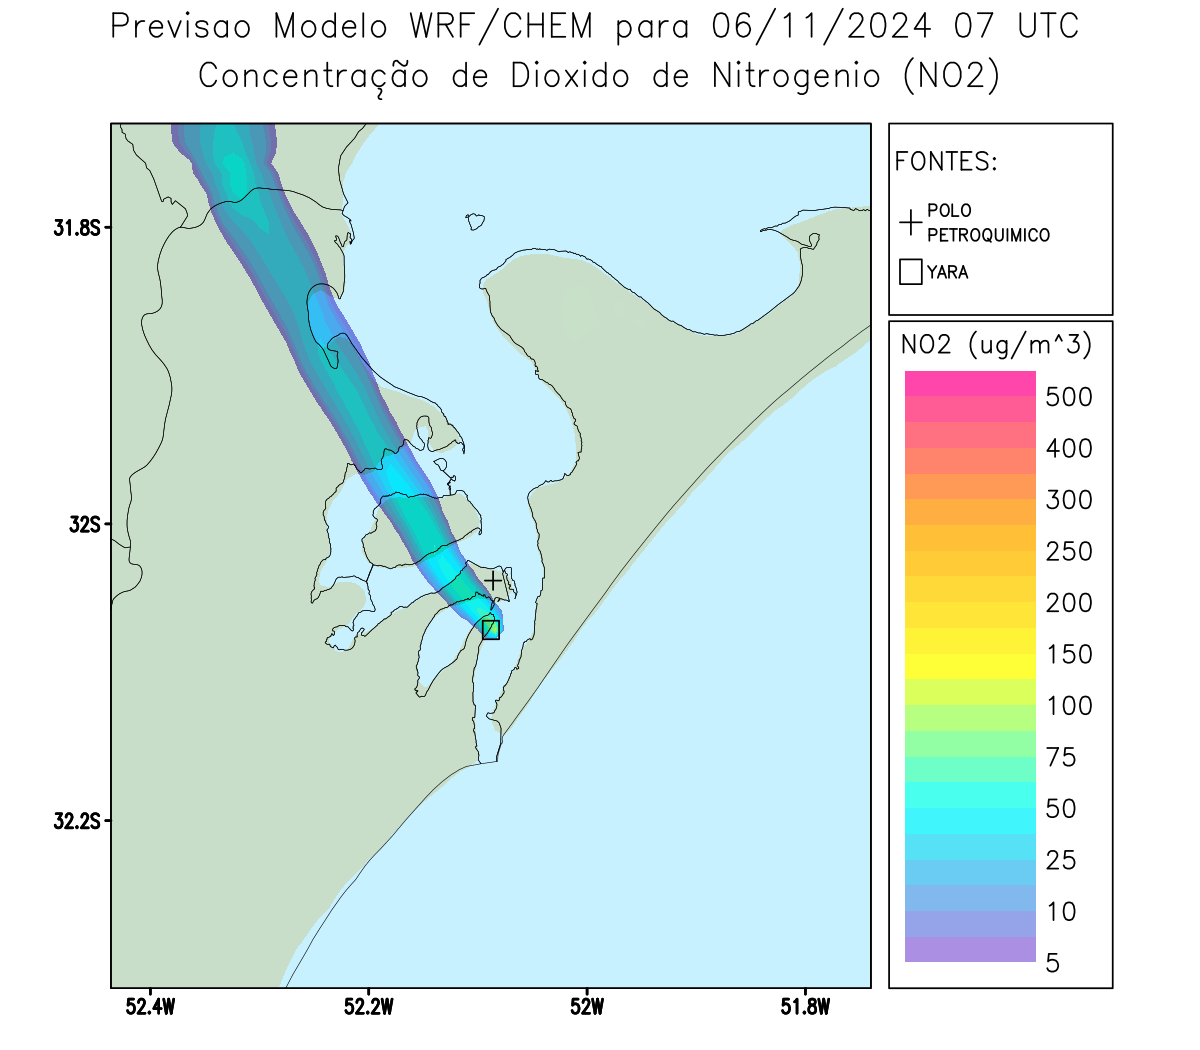 Previsao Modelo WRF/CHEM para 06/11/2024 07 UTC
Concentração de Dioxido de Nitrogenio (NO2)
FONTES:
POLO
PETROQUIMICO
YARA
NO2 (ug/m^3)
500
400
300
250
200
150
100
75
50
25
10
5
31.8S
32S
32.2S
52.4W
52.2W
52W
51.8W